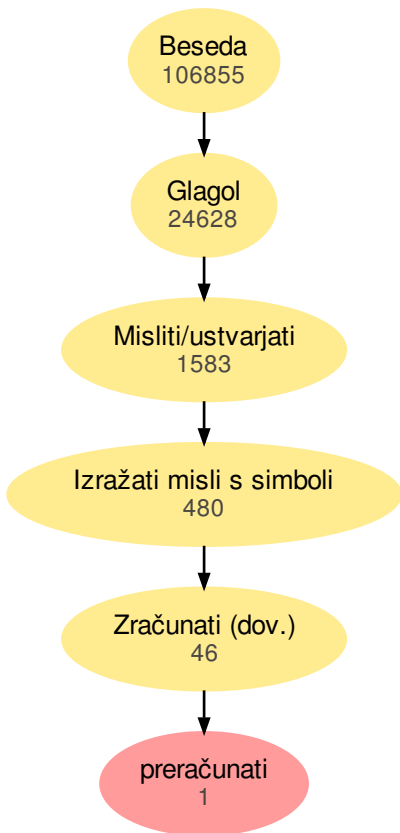 Beseda
106855
Glagol
24628
Misliti/ustvarjati
1583
Izražati misli s simboli
480
Zračunati (dov.)
46
preračunati
1